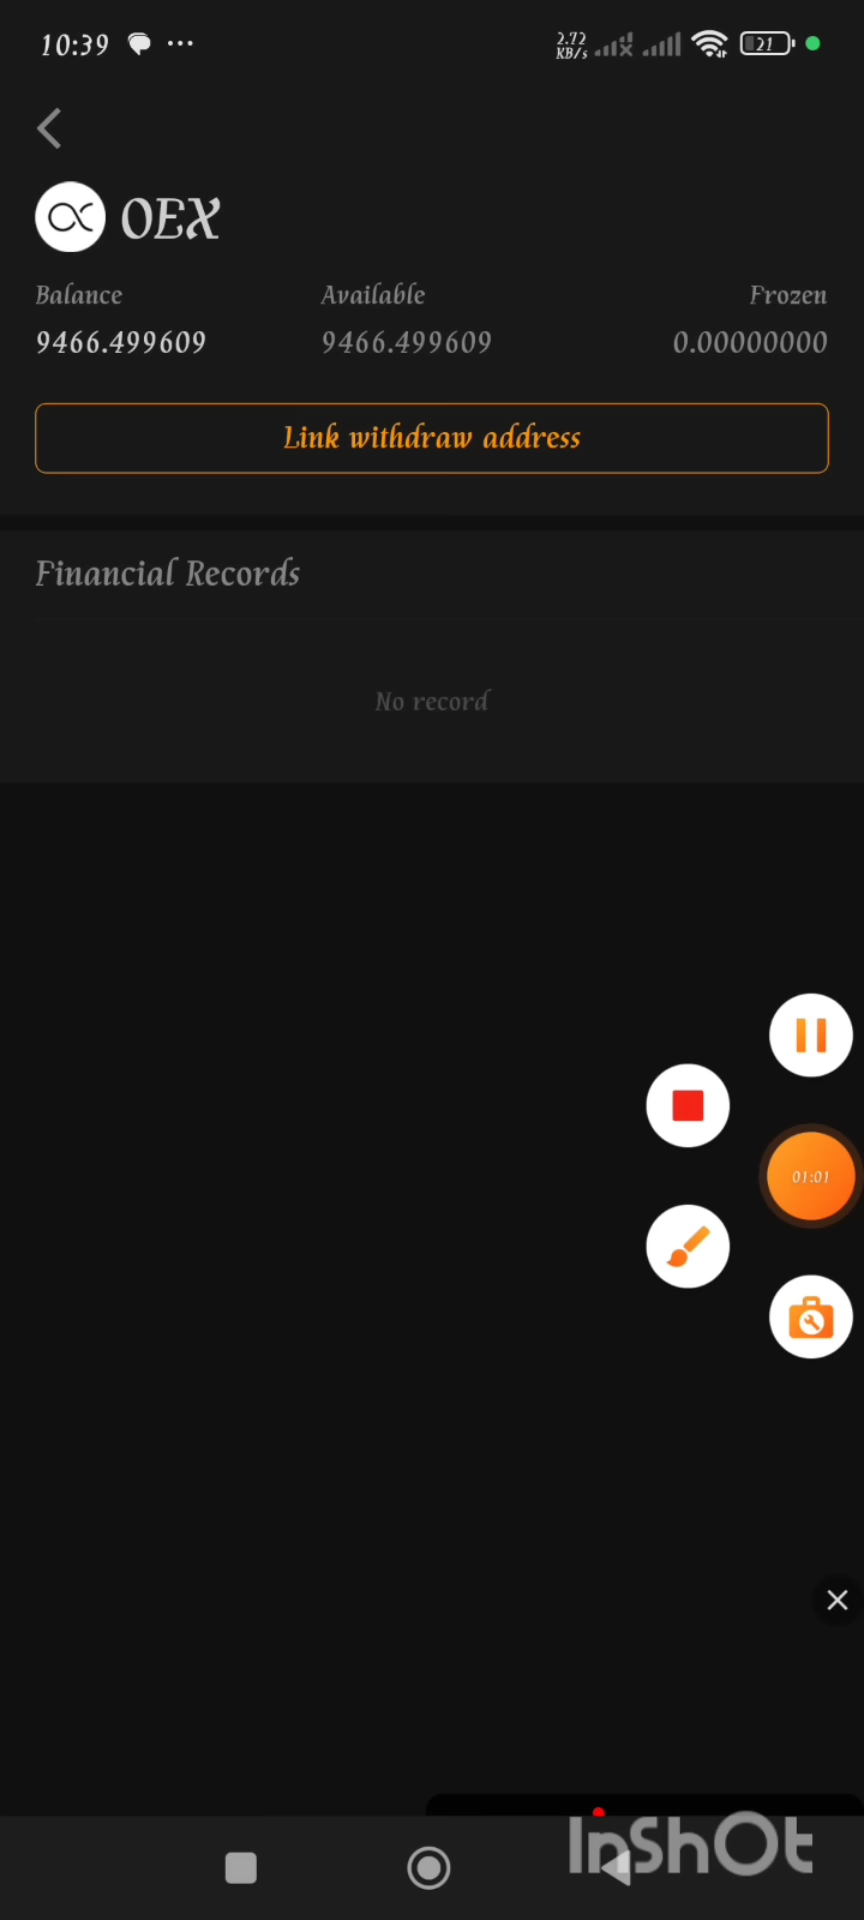 10:39
2.72
KB/s
21
OEX
Balance Available Frozen
9466.499609 9466.499609 0.00000000
Link withdraw address
Financial Records
No record
01:01
InShOt